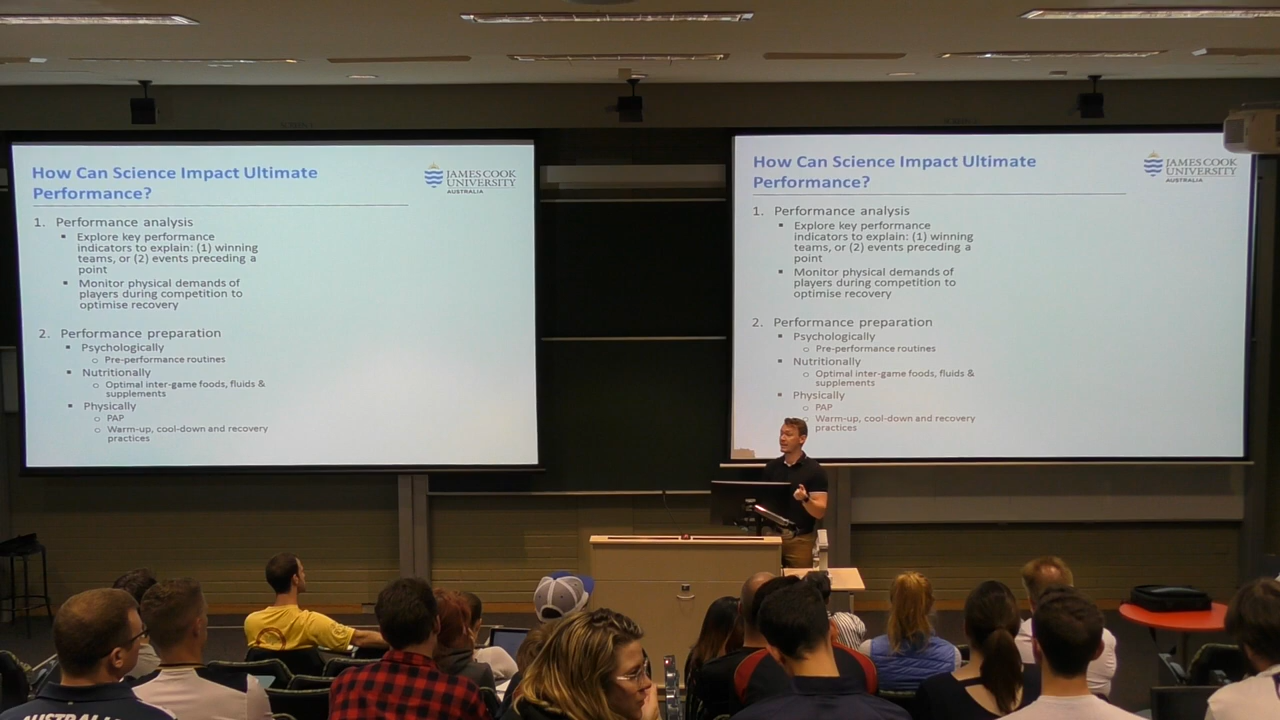 How Can Science Impact Ultimate
Performance?
JAMES COOK
UNIVERSITY
AUSTRALIA
1. Performance analysis
▪ Explore key performance
indicators to explain: (1) winning
teams, or (2) events preceding a
point
▪ Monitor physical demands of
players during competition to
optimise recovery
2. Performance preparation
▪ Psychologically
o Pre-performance routines
▪ Nutritionally
o Optimal inter-game foods, fluids &
supplements
▪ Physically
o PAP
o Warm-up, cool-down and recovery
practices
How Can Science Impact Ultimate
Performance?
JAMES COOK
UNIVERSITY
AUSTRALIA
1. Performance analysis
▪ Explore key performance
indicators to explain: (1) winning
teams, or (2) events preceding a
point
▪ Monitor physical demands of
players during competition to
optimise recovery
2. Performance preparation
▪ Psychologically
o Pre-performance routines
▪ Nutritionally
o Optimal inter-game foods, fluids &
supplements
▪ Physically
o PAP
o Warm-up, cool-down and recovery
practices
AUSTRALIA